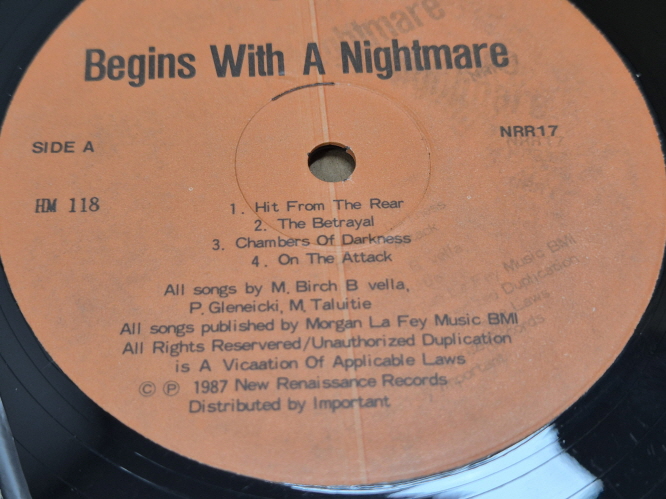 Begins With A Nightmare
SIDE A
NRR17
HM 118
1. Hit From The Rear
2. The Betrayal
3. Chambers Of Darkness
4. On The Attack
All songs by M. Birch B vella,
P. Gleneicki, M. Taluitie
All songs published by Morgan La Fey Music BMI
All Rights Reservered/Unauthorized Duplication
is A Vicaation Of Applicable Laws
© Ⓟ 1987 New Renaissance Records
Distributed by Important